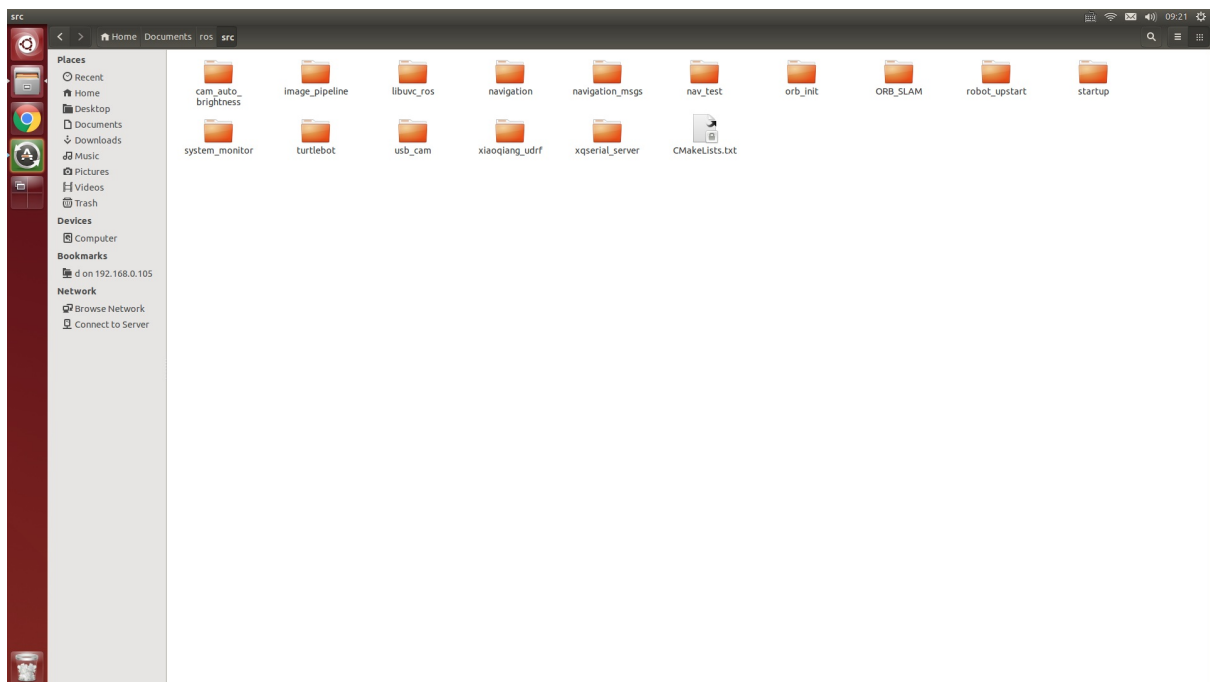 src
09:21
Home Documents ros src
Places
Recent
Home
Desktop
Documents
Downloads
Music
Pictures
Videos
Trash
Devices
Computer
Bookmarks
d on 192.168.0.105
Network
Browse Network
Connect to Server
cam_auto_
brightness
image_pipeline
libuvc_ros
navigation
navigation_msgs
nav_test
orb_init
ORB_SLAM
robot_upstart
startup
system_monitor
turtlebot
usb_cam
xiaoqiang_udrf
xqserial_server
CMakeLists.txt